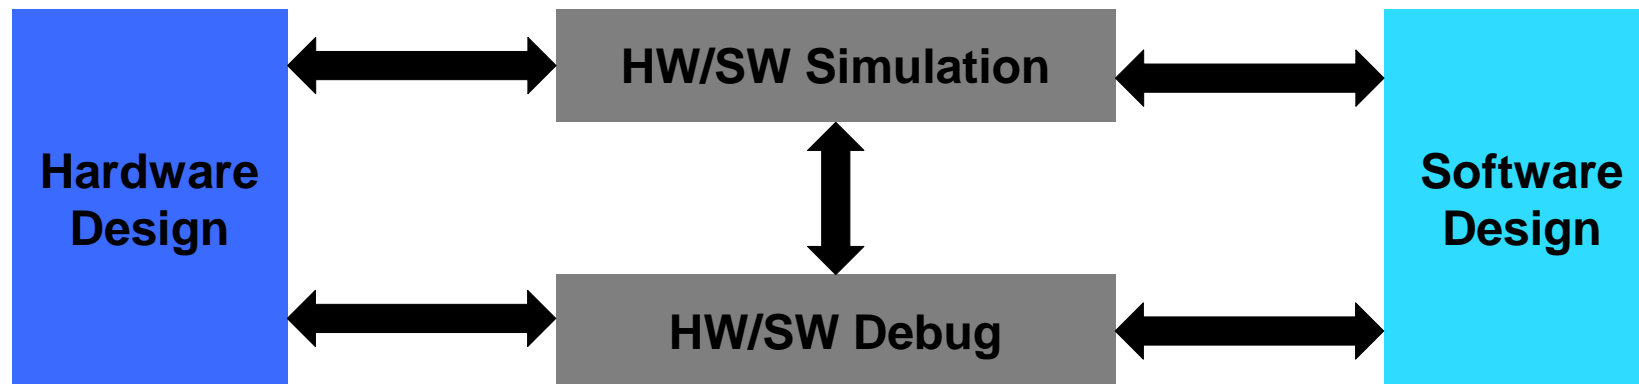 HW/SW Simulation
Hardware
Design
Software
Design
HW/SW Debug